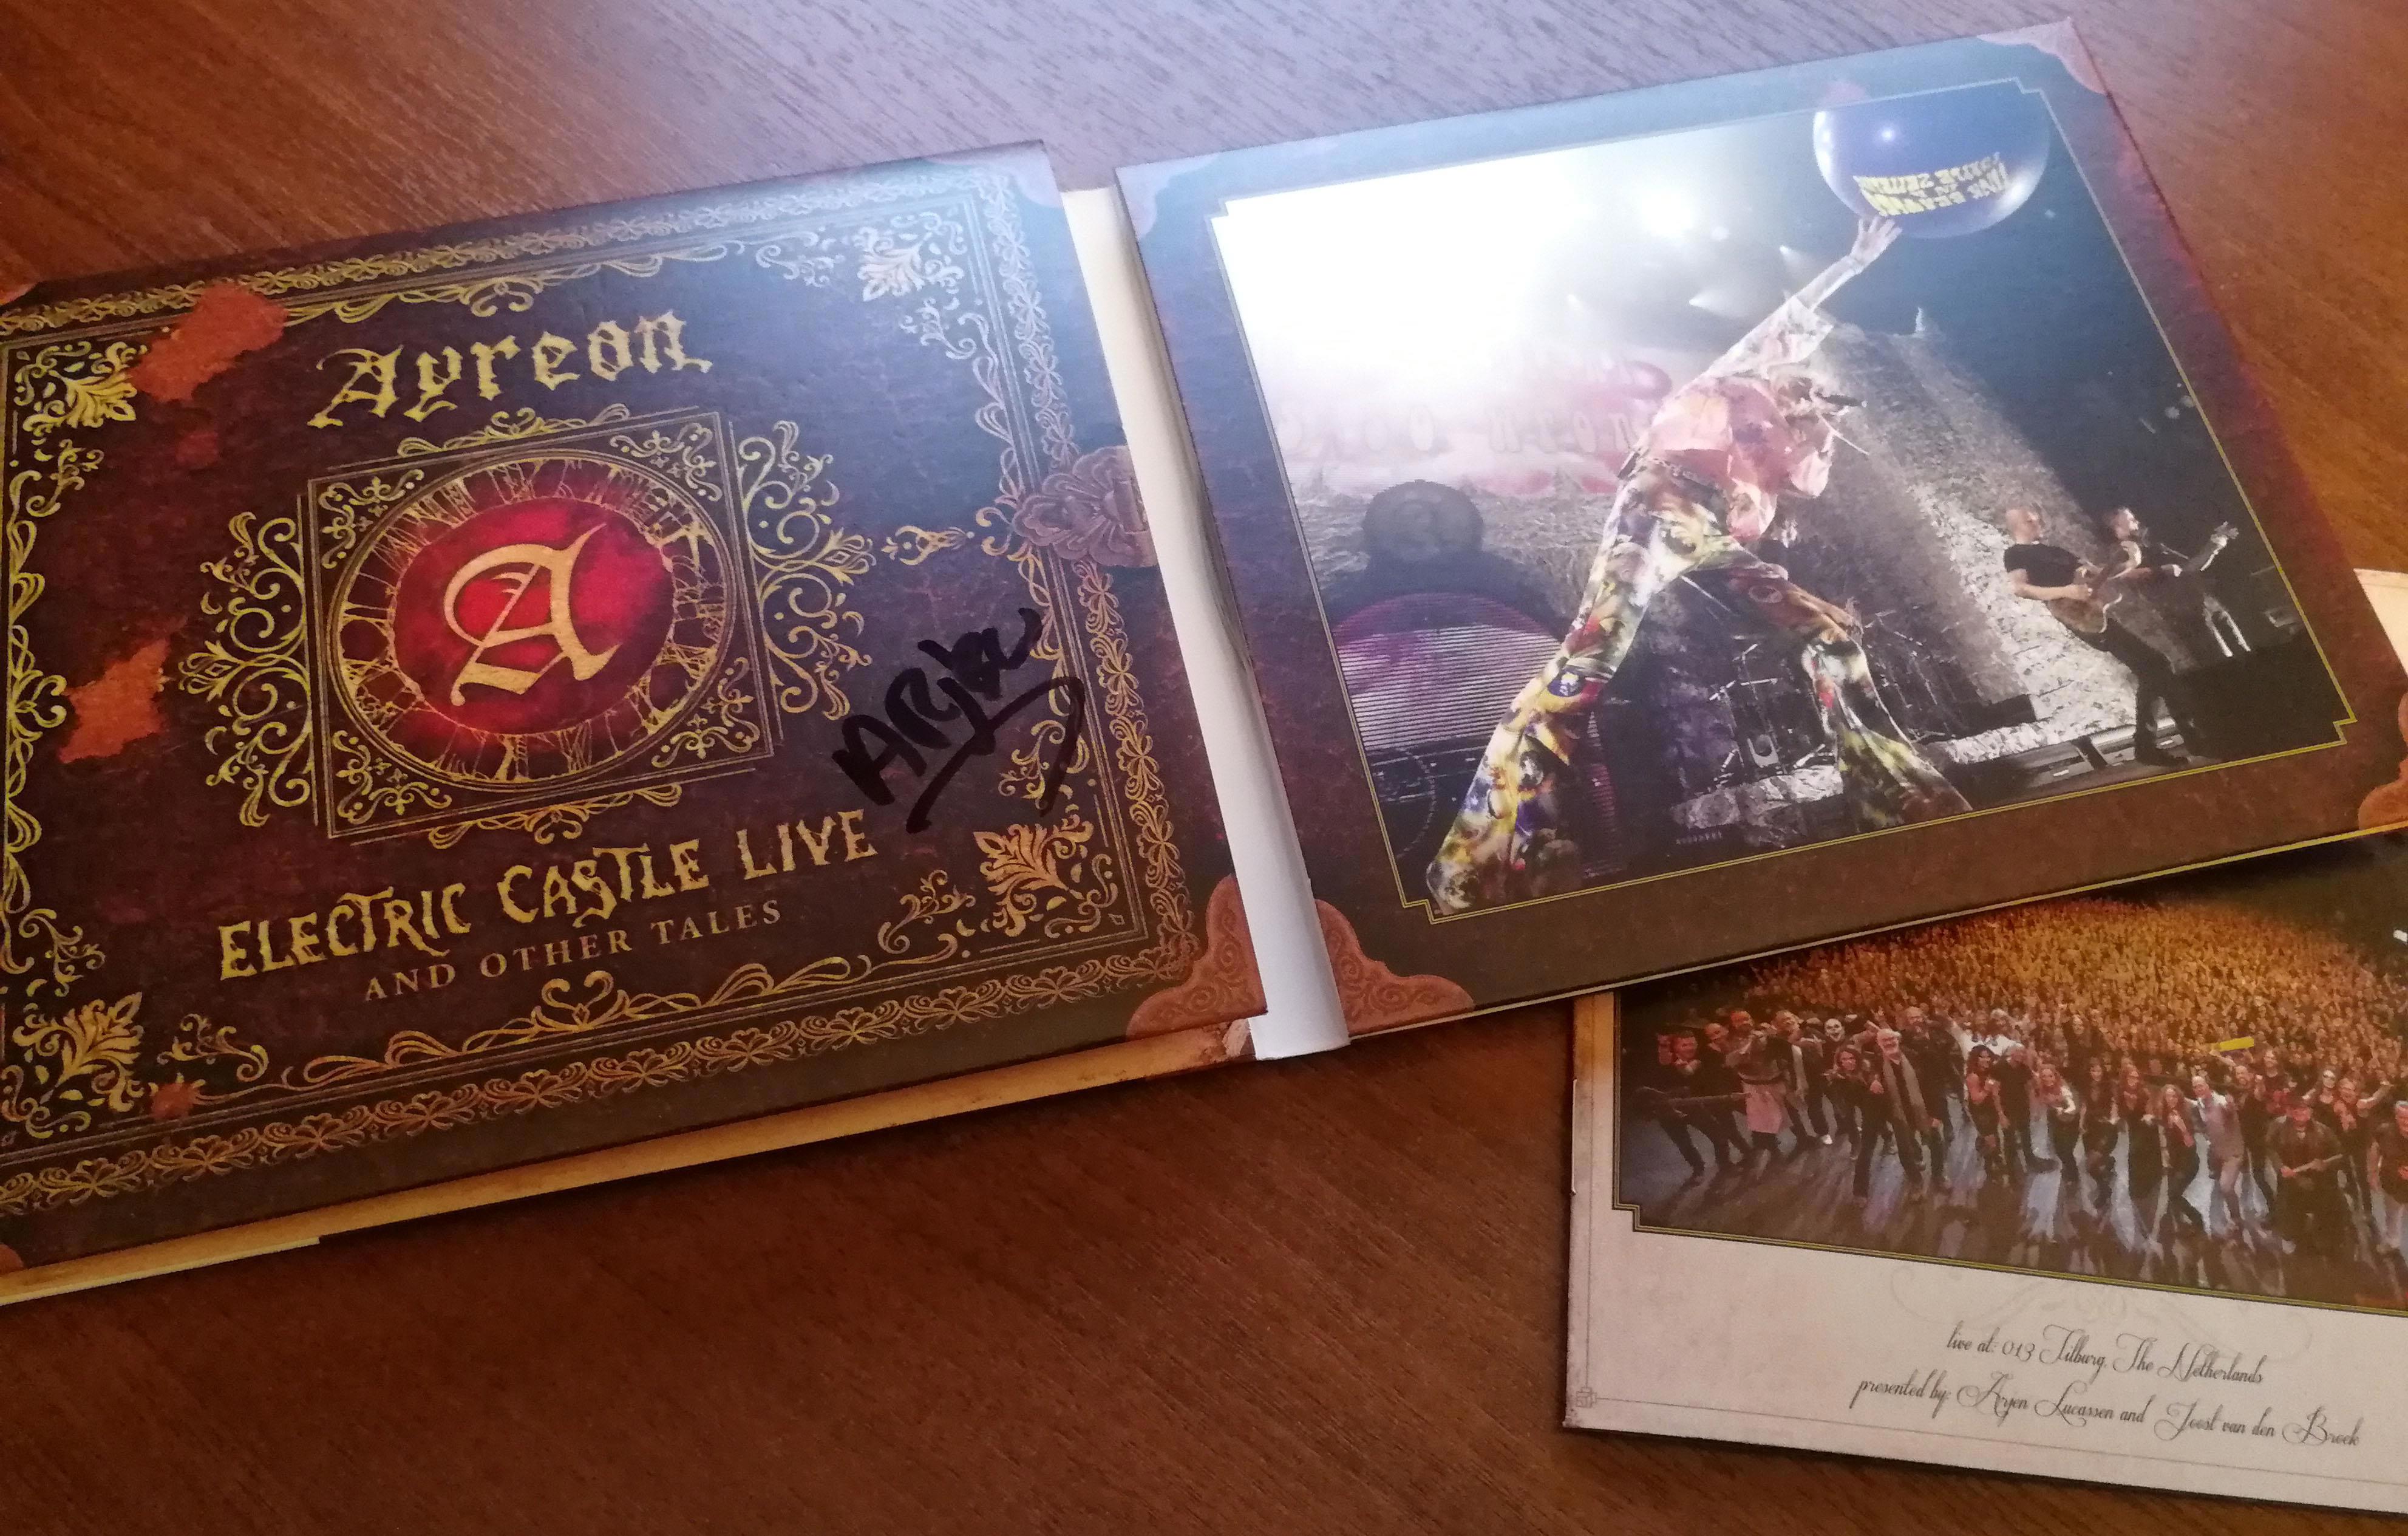 Ayreon
A
ELECTRIC CASTLE LIVE
AND OTHER TALES
live at: 013 Tilburg, The Netherlands
presented by: Arjen Lucassen and Joost van den Broek